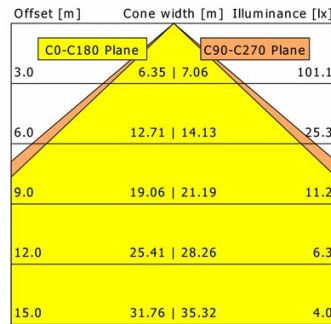 Offset [m] Cone width [m] Illuminance [lx]
C0-C180 Plane C90-C270 Plane
3.0 6.35 | 7.06 101.1
6.0 12.71 | 14.13 25.3
9.0 19.06 | 21.19 11.2
12.0 25.41 | 28.26 6.3
15.0 31.76 | 35.32 4.0